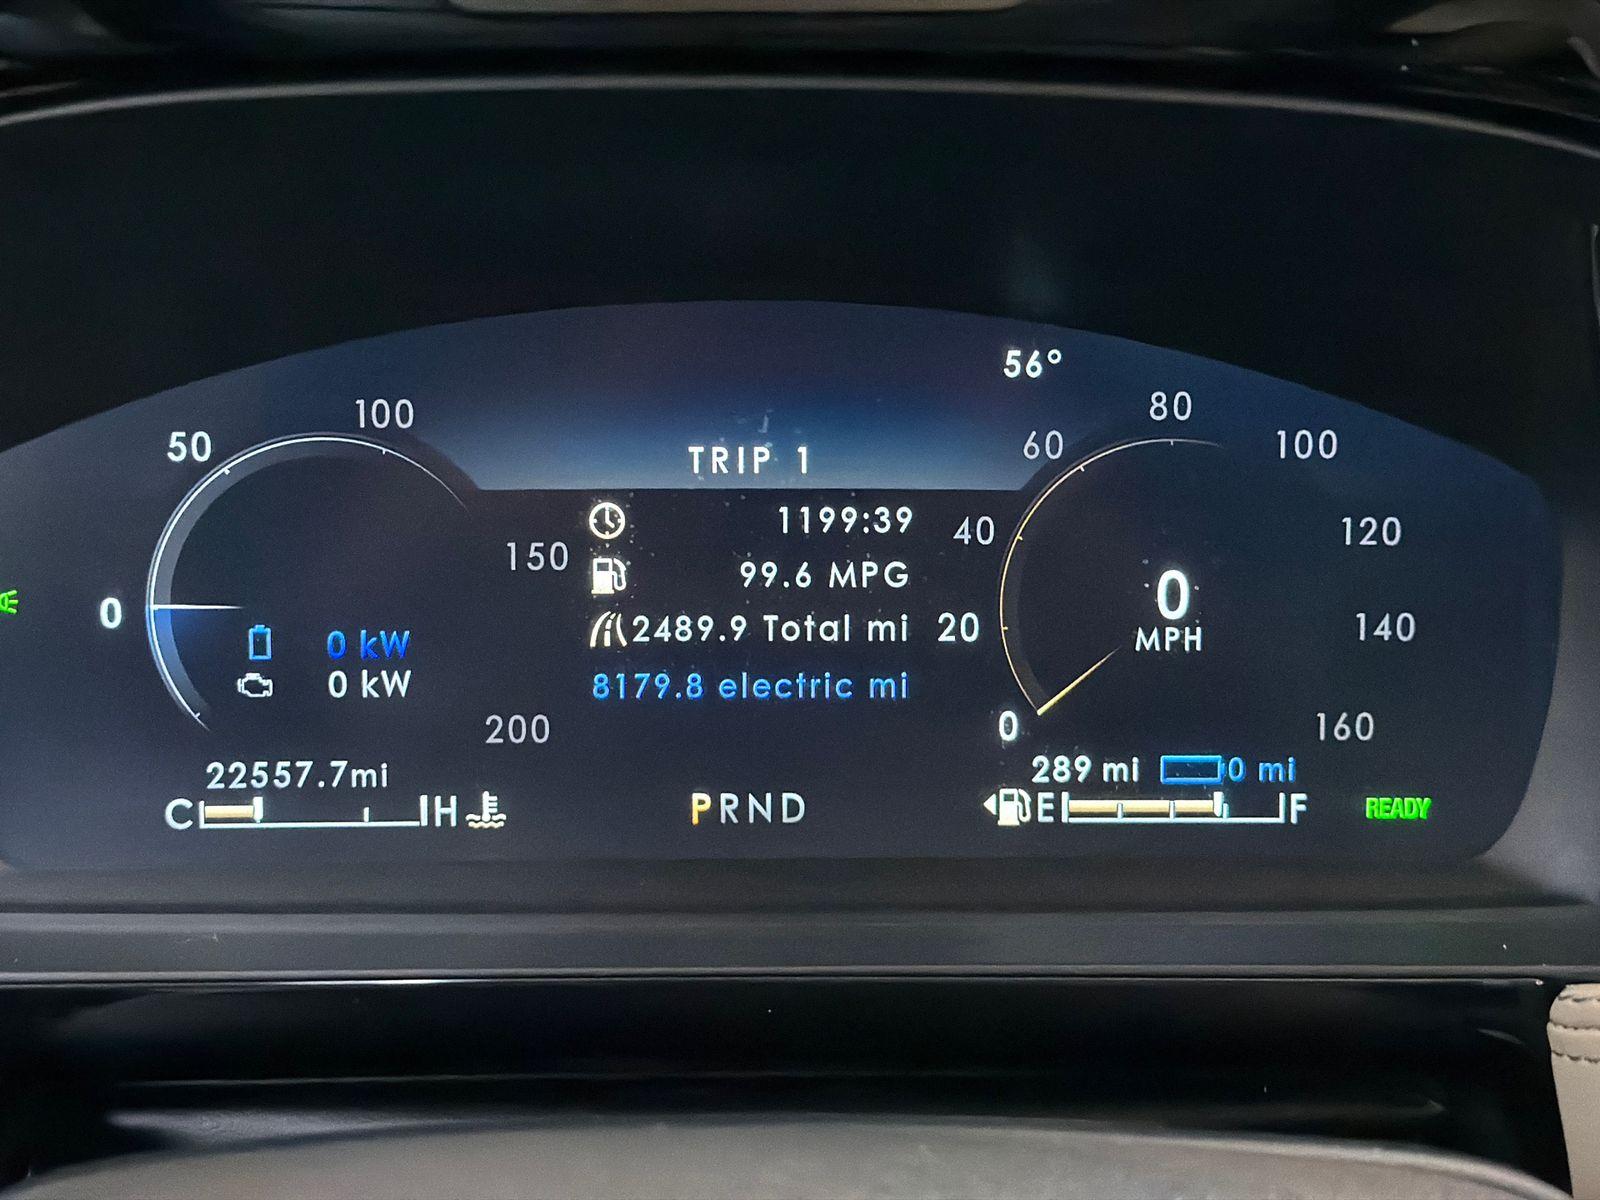 56°
50
100
150
200
0
TRIP 1
1199:39
99.6 MPG
2489.9 Total mi
8179.8 electric mi
0 kW
0 kW
22557.7mi
C H
PRND
0
20
40
60
80
100
120
140
160
0
MPH
289 mi 0 mi
E F
READY